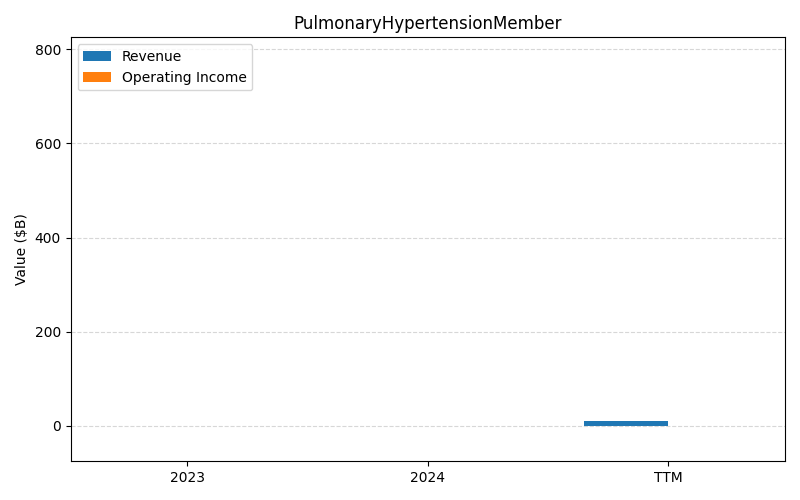 PulmonaryHypertensionMember
Revenue
Operating Income
Value ($B)
800
600
400
200
0
2023
2024
TTM